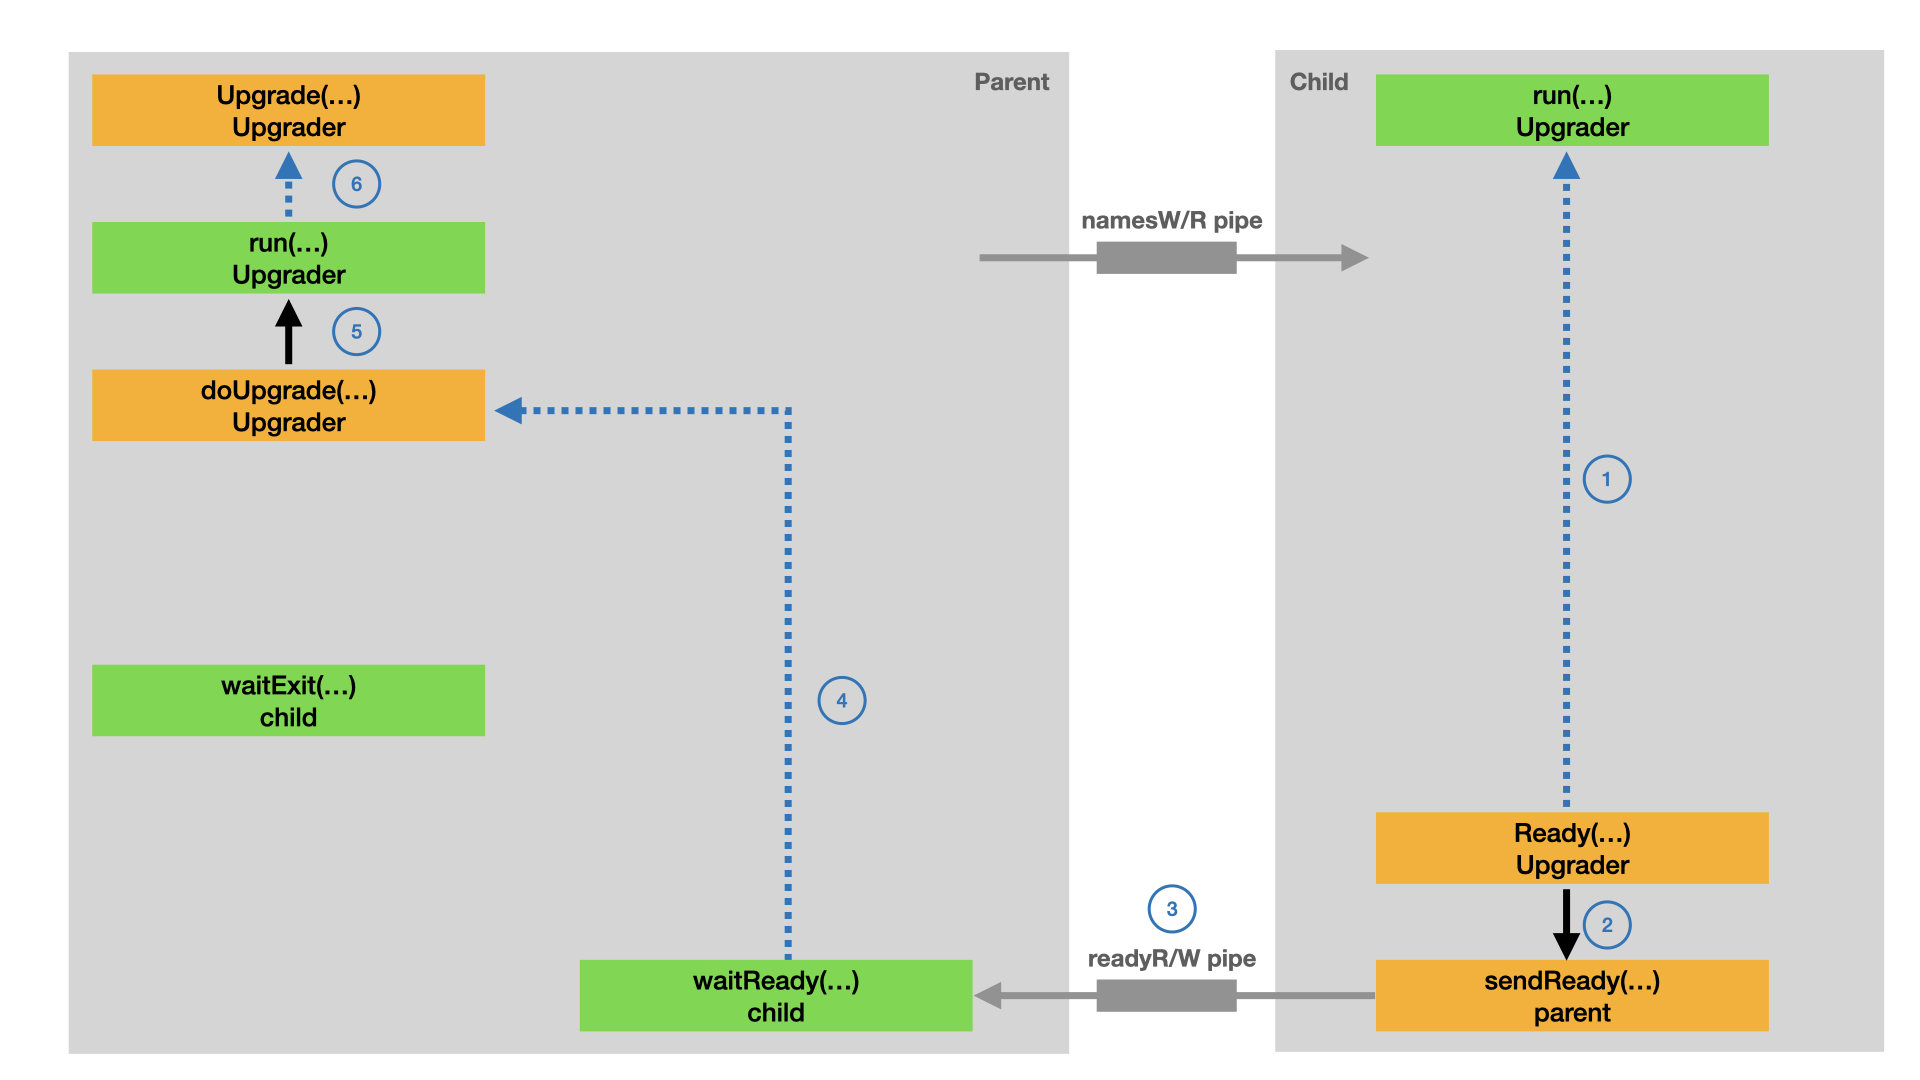 Parent
Upgrade(…)
Upgrader
6
run(…)
Upgrader
5
doUpgrade(…)
Upgrader
waitExit(…)
child
4
waitReady(…)
child
namesW/R pipe
3
readyR/W pipe
Child
run(…)
Upgrader
1
Ready(…)
Upgrader
2
sendReady(…)
parent